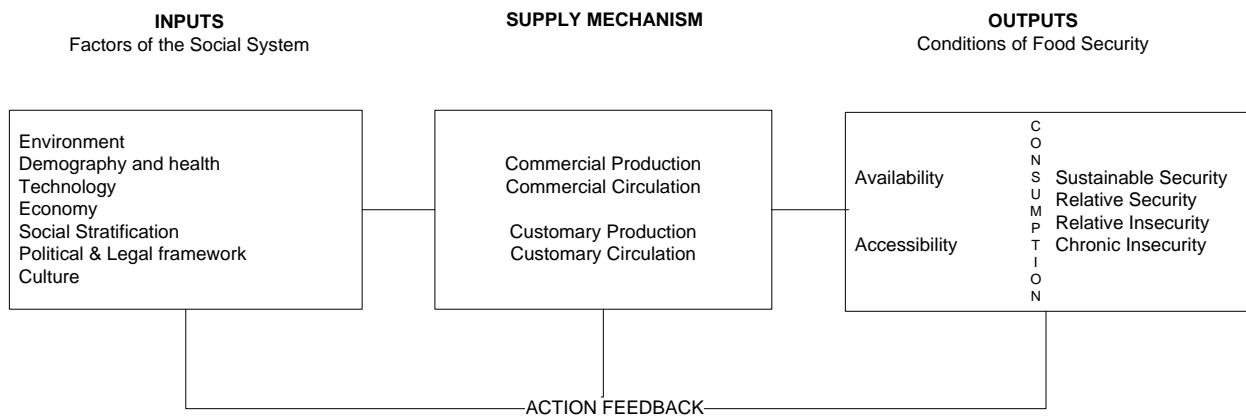 INPUTS
Factors of the Social System
SUPPLY MECHANISM
OUTPUTS
Conditions of Food Security
Environment
Demography and health
Technology
Economy
Social Stratification
Political & Legal framework
Culture
Commercial Production
Commercial Circulation
Customary Production
Customary Circulation
Availability
Accessibility
CONSUMPTION
Sustainable Security
Relative Security
Relative Insecurity
Chronic Insecurity
ACTION FEEDBACK